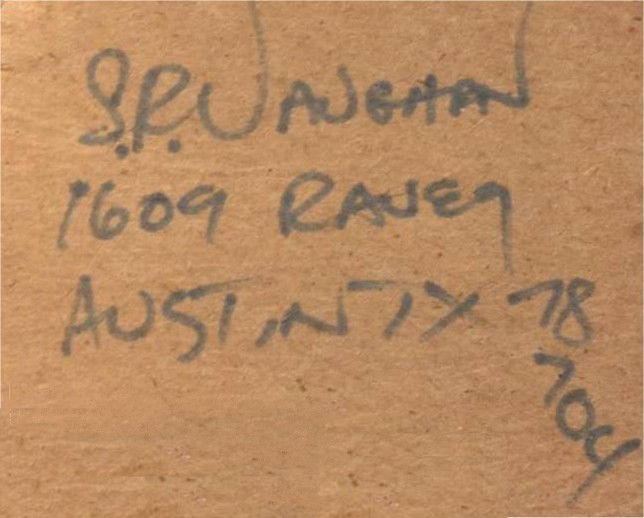 S.R. VAUGHAN
1609 RAVEY
AUSTIN TX 78
704